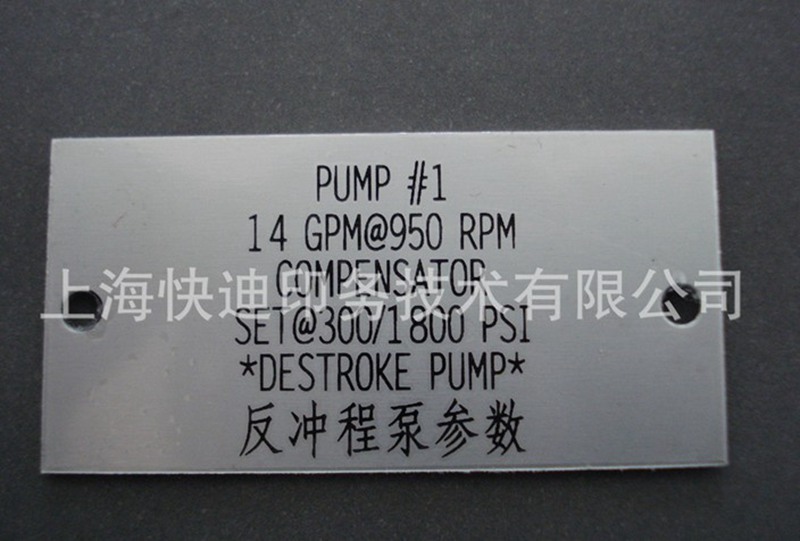 PUMP #1
14 GPM@950 RPM
COMPENSATOR
上海快迪印务技术有限公司
SET@300/1800 PSI
*DESTROKE PUMP*
反冲程泵参数